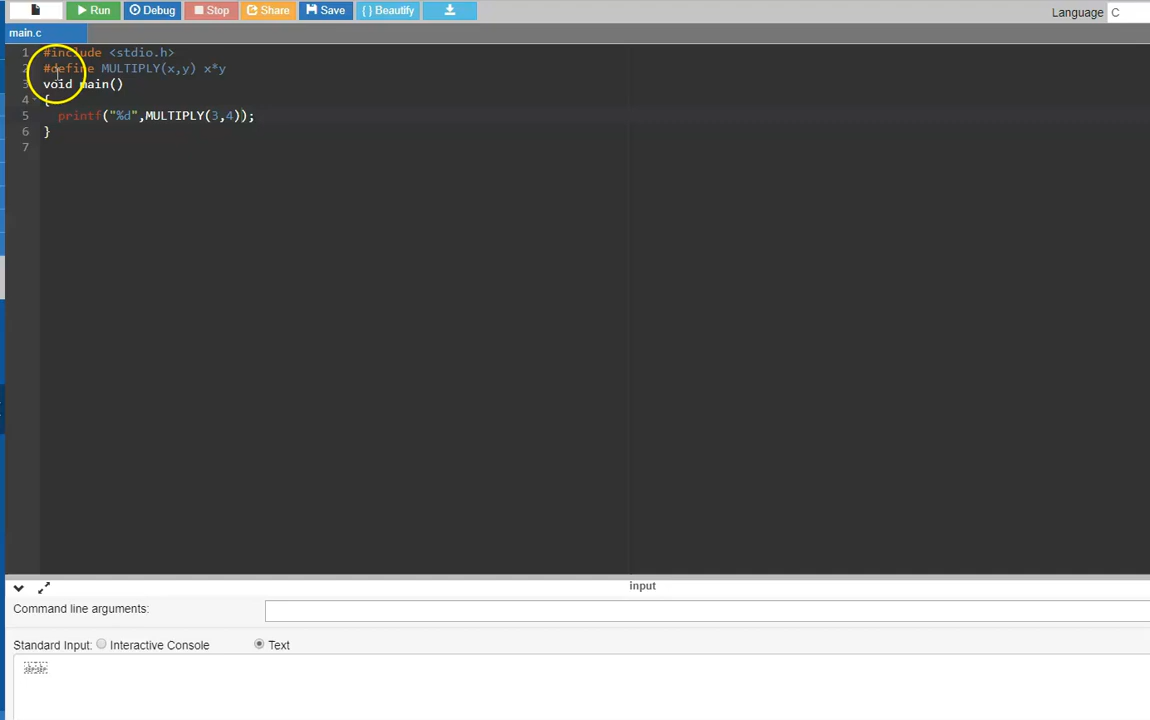 Run Debug Stop Share Save { } Beautify
Language C
main.c
1 #include <stdio.h>
2 #define MULTIPLY(x,y) x*y
3 void main()
4 {
5 printf("%d",MULTIPLY(3,4));
6 }
7
input
Command line arguments:
Standard Input: Interactive Console Text